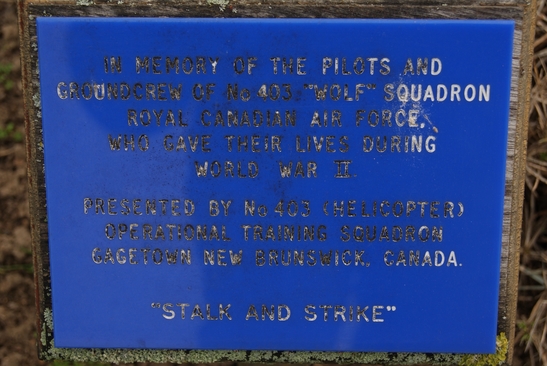 IN MEMORY OF THE PILOTS AND
GROUNDCREW OF No 403 "WOLF" SQUADRON
ROYAL CANADIAN AIR FORCE,
WHO GAVE THEIR LIVES DURING
WORLD WAR II.
PRESENTED BY No 403 (HELICOPTER)
OPERATIONAL TRAINING SQUADRON
GAGETOWN NEW BRUNSWICK, CANADA.
"STALK AND STRIKE"